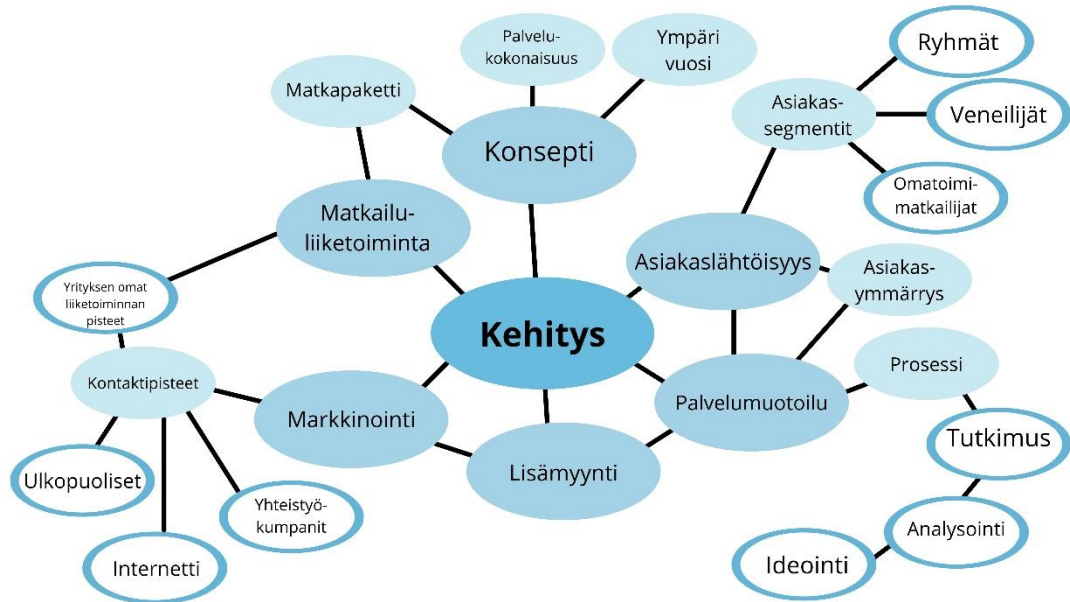 Palvelu-
kokonaisuus
Ympäri
vuosi
Ryhmät
Matkapaketti
Asiakas-
segmentit
Veneilijät
Konsepti
Omatoimi-
matkailijat
Matkailu-
liiketoiminta
Asiakaslähtöisyys
Asiakas-
ymmärrys
Yrityksen omat
liiketoiminnan
pisteet
Kehitys
Prosessi
Kontaktipisteet
Markkinointi
Palvelumuotoilu
Tutkimus
Lisämyynti
Ulkopuoliset
Yhteistyö-
kumpanit
Analysointi
Internetti
Ideointi